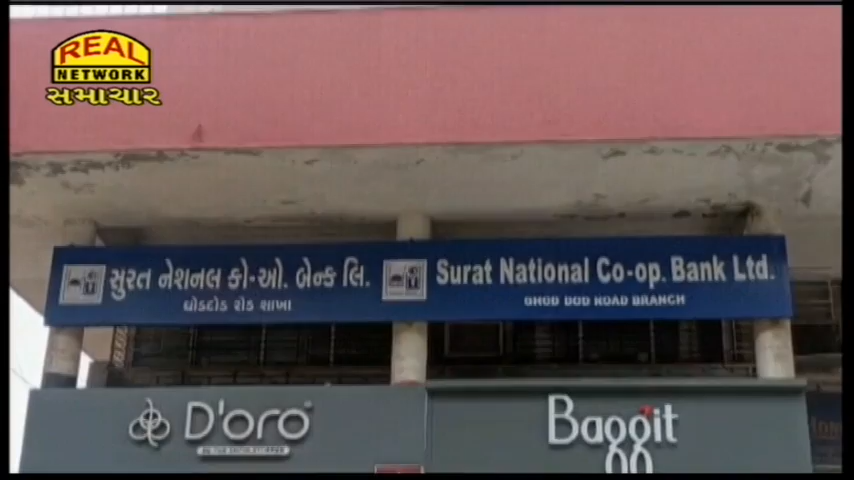 REAL
NETWORK
સમાચાર
સુરત નેશનલ કો-ઓ. બેન્ક લિ.
ઘોડદોડ રોડ શાખા
Surat National Co-op. Bank Ltd.
GHOD DOD ROAD BRANCH
D'oro
Baggit